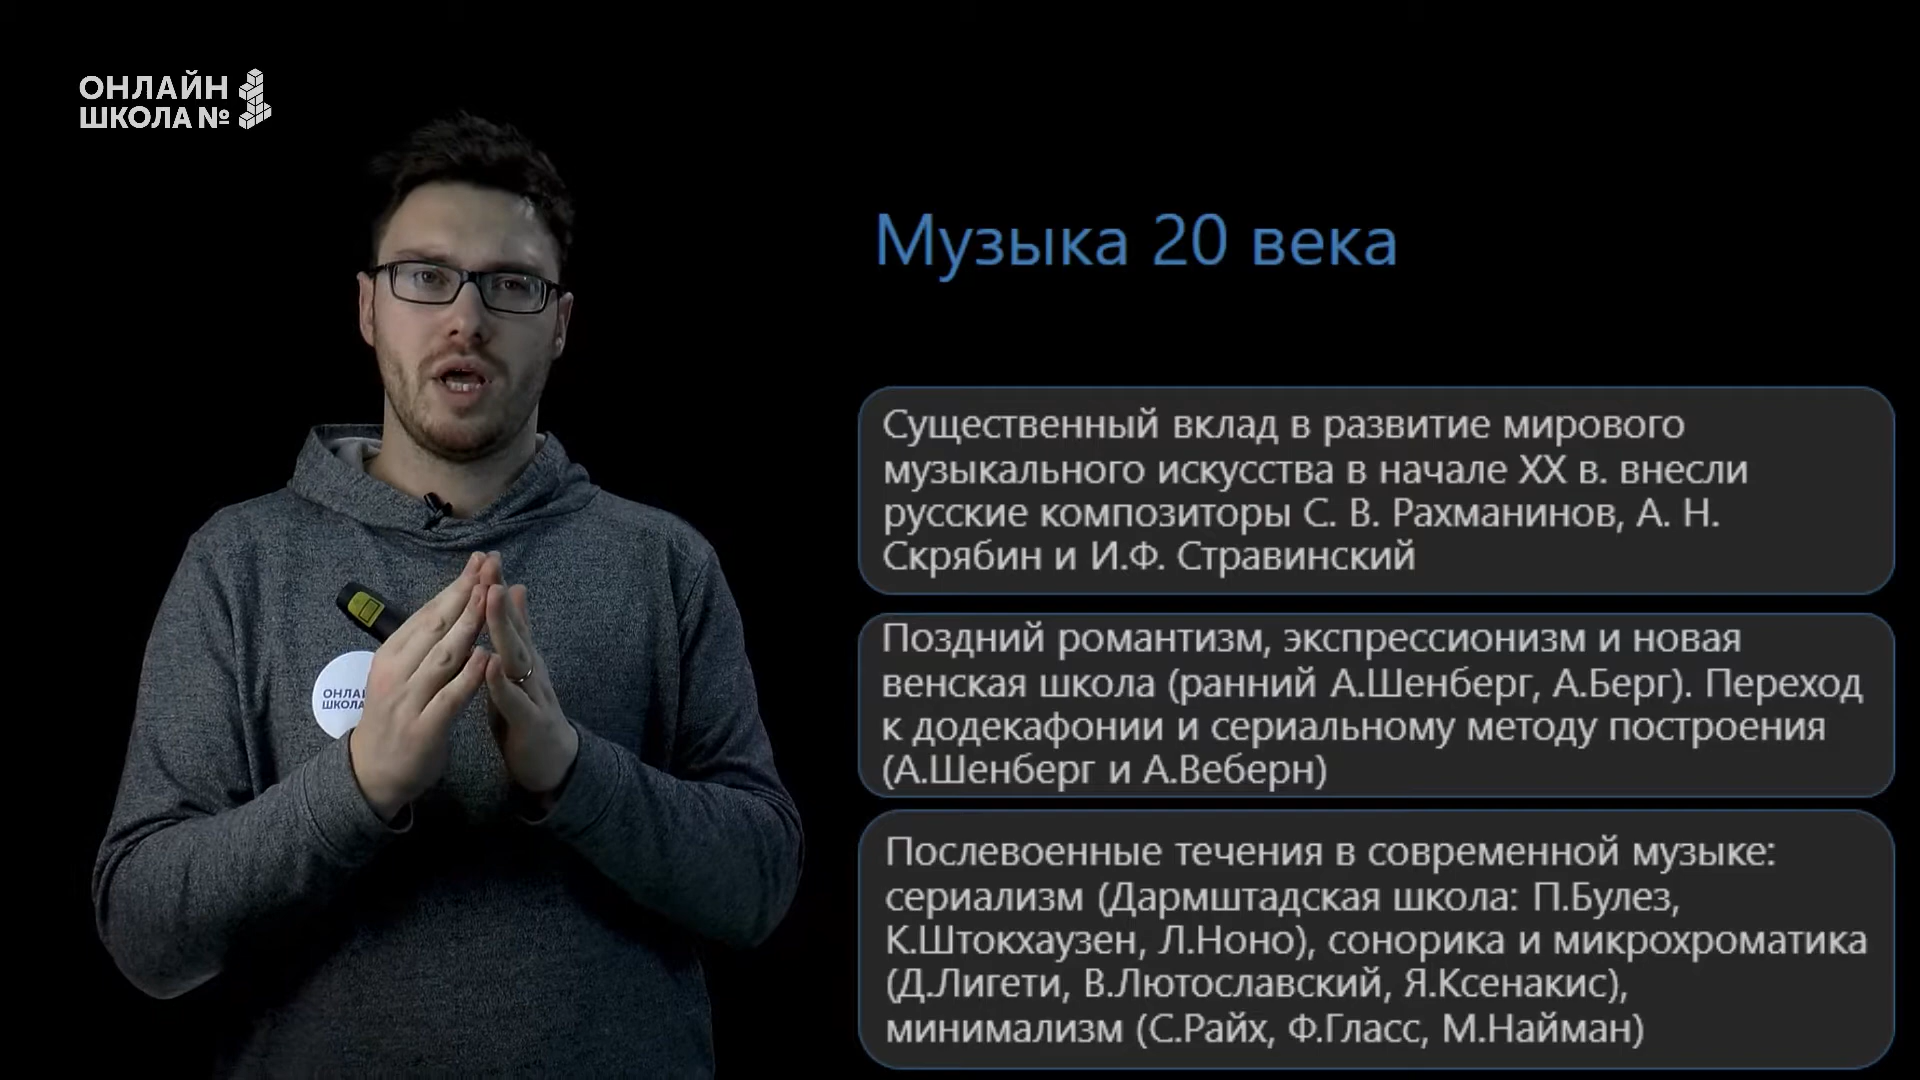 ОНЛАЙН
ШКОЛА №
Музыка 20 века
Существенный вклад в развитие мирового
музыкального искусства в начале XX в. внесли
русские композиторы С. В. Рахманинов, А. Н.
Скрябин и И.Ф. Стравинский
Поздний романтизм, экспрессионизм и новая
венская школа (ранний А.Шенберг, А.Берг). Переход
к додекафонии и сериальному методу построения
(А.Шенберг и А.Веберн)
Послевоенные течения в современной музыке:
сериализм (Дармштадская школа: П.Булез,
К.Штокхаузен, Л.Ноно), сонорика и микрохроматика
(Д.Лигети, В.Лютославский, Я.Ксенакис),
минимализм (С.Райх, Ф.Гласс, М.Найман)
ОНЛАЙ
ШКОЛА